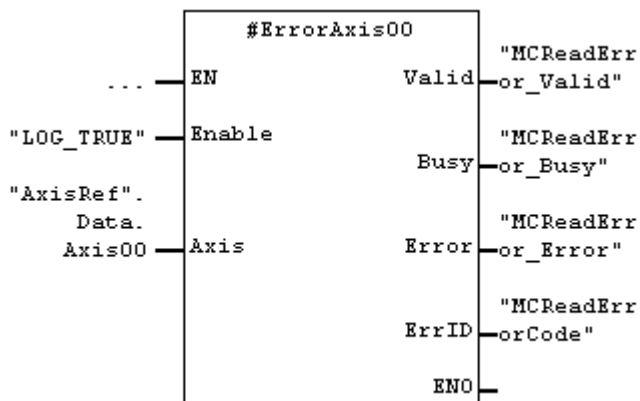 #ErrorAxis00
"MCReadErr
... EN Valid or_Valid"
"LOG_TRUE" Enable
"MCReadErr
Busy or_Busy"
"AxisRef".
Data.
"MCReadErr
Axis00 Axis Error or_Error"
"MCReadErr
ErrID orCode"
ENO